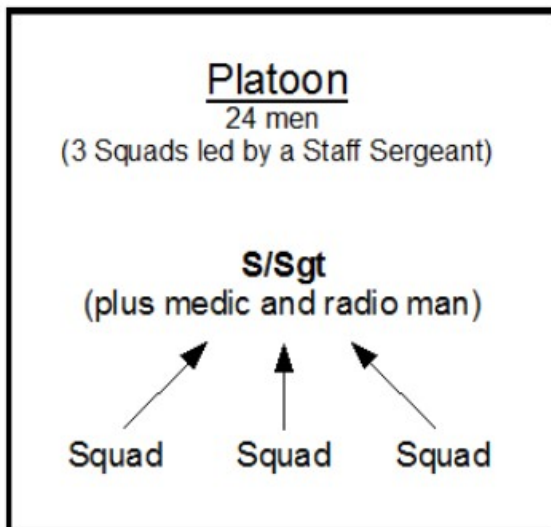 Platoon
24 men
(3 Squads led by a Staff Sergeant)
S/Sgt
(plus medic and radio man)
Squad Squad Squad